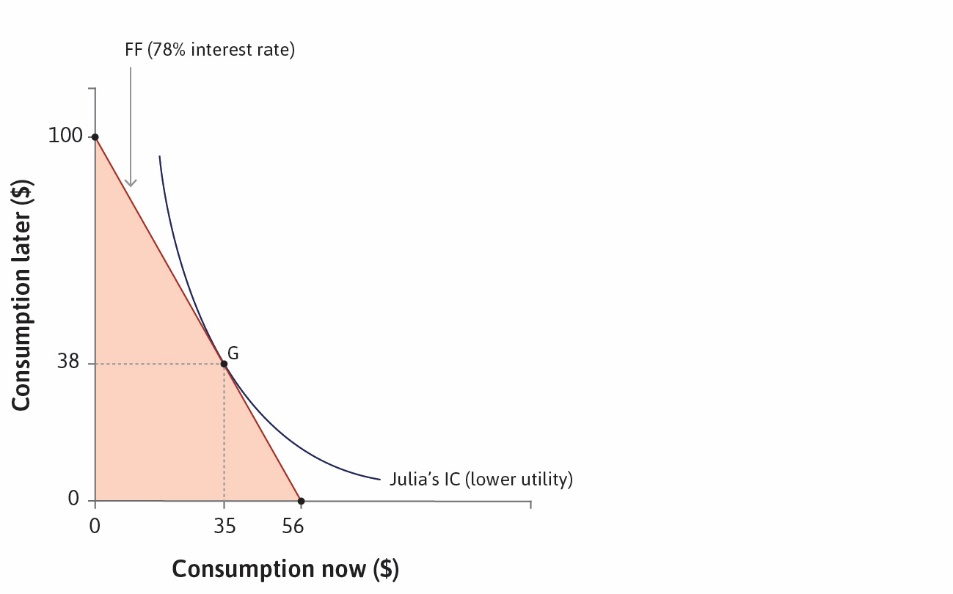 FF (78% interest rate)
100
38
0
G
Julia’s IC (lower utility)
0
35
56
Consumption later ($)
Consumption now ($)